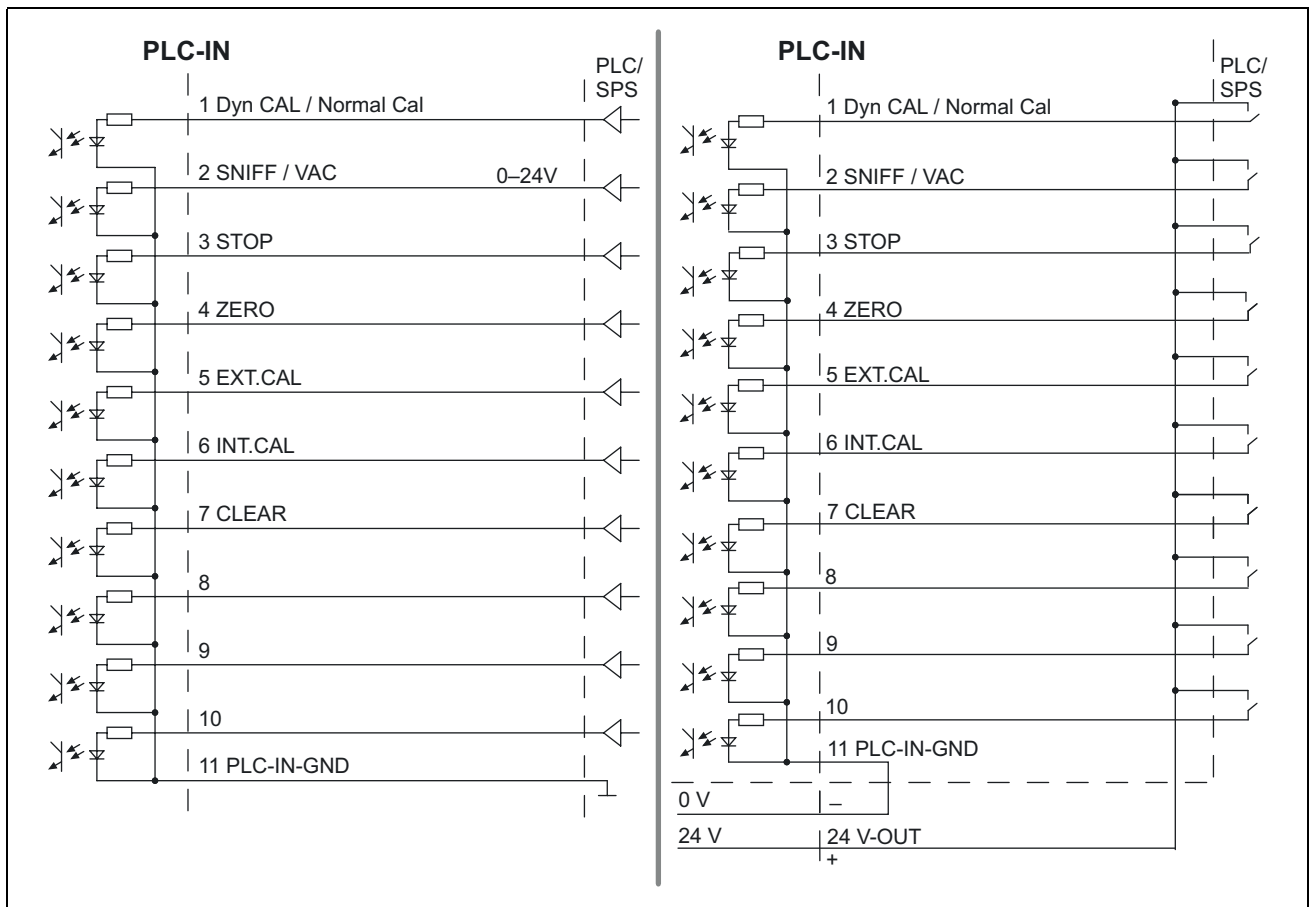 PLC-IN
PLC/
SPS
1 Dyn CAL / Normal Cal
2 SNIFF / VAC
0–24V
3 STOP
4 ZERO
5 EXT.CAL
6 INT.CAL
7 CLEAR
8
9
10
11 PLC-IN-GND
PLC-IN
PLC/
SPS
1 Dyn CAL / Normal Cal
2 SNIFF / VAC
3 STOP
4 ZERO
5 EXT.CAL
6 INT.CAL
7 CLEAR
8
9
10
11 PLC-IN-GND
0 V
–
24 V
24 V-OUT
+